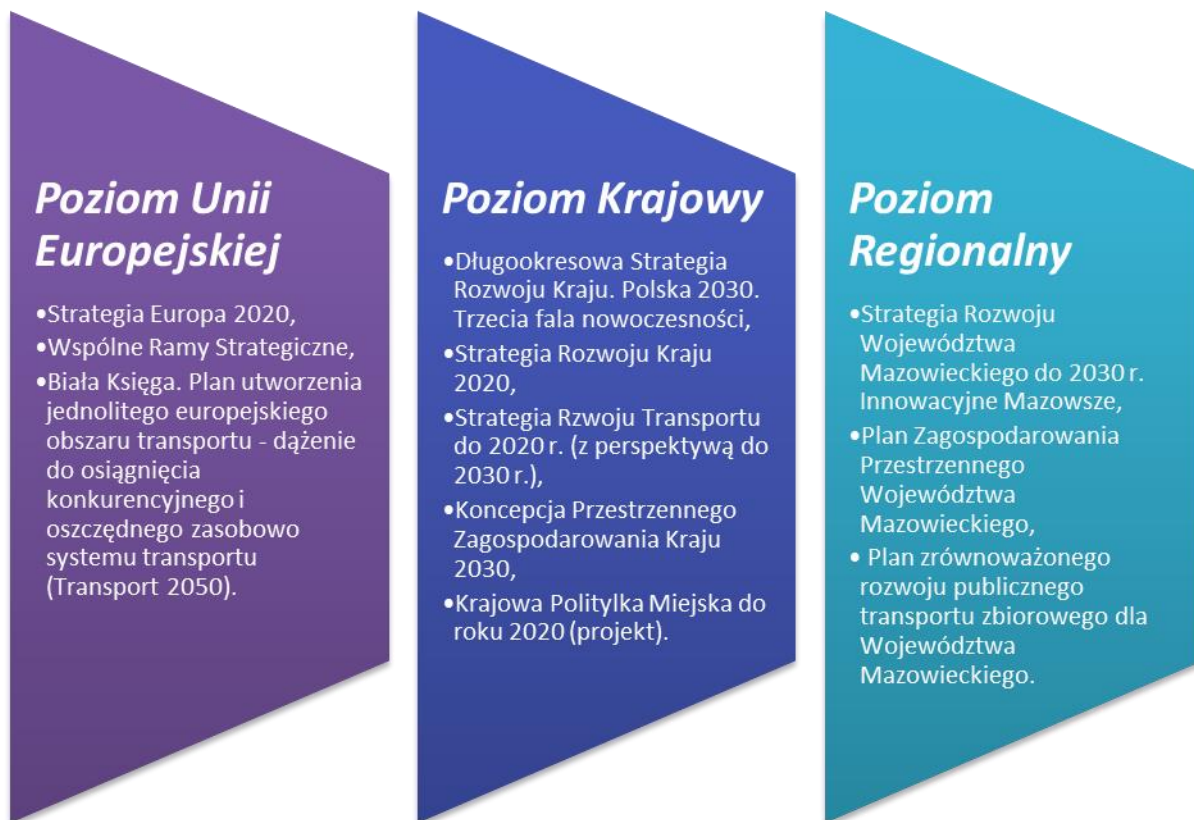 Poziom Unii
Europejskiej
•Strategia Europa 2020,
•Wspólne Ramy Strategiczne,
•Biała Księga. Plan utworzenia
jednolitego europejskiego
obszaru transportu - dążenie
do osiągnięcia
konkurencyjnego i
oszczędnego zasobowo
systemu transportu
(Transport 2050).
Poziom Krajowy
•Długookresowa Strategia
Rozwoju Kraju. Polska 2030.
Trzecia fala nowoczesności,
•Strategia Rozwoju Kraju
2020,
•Strategia Rzwoju Transportu
do 2020 r. (z perspektywą do
2030 r.),
•Koncepcja Przestrzennego
Zagospodarowania Kraju
2030,
•Krajowa Politylka Miejska do
roku 2020 (projekt).
Poziom
Regionalny
•Strategia Rozwoju
Województwa
Mazowieckiego do 2030 r.
Innowacyjne Mazowsze,
•Plan Zagospodarowania
Przestrzennego
Województwa
Mazowieckiego,
• Plan zrównoważonego
rozwoju publicznego
transportu zbiorowego dla
Województwa
Mazowieckiego.